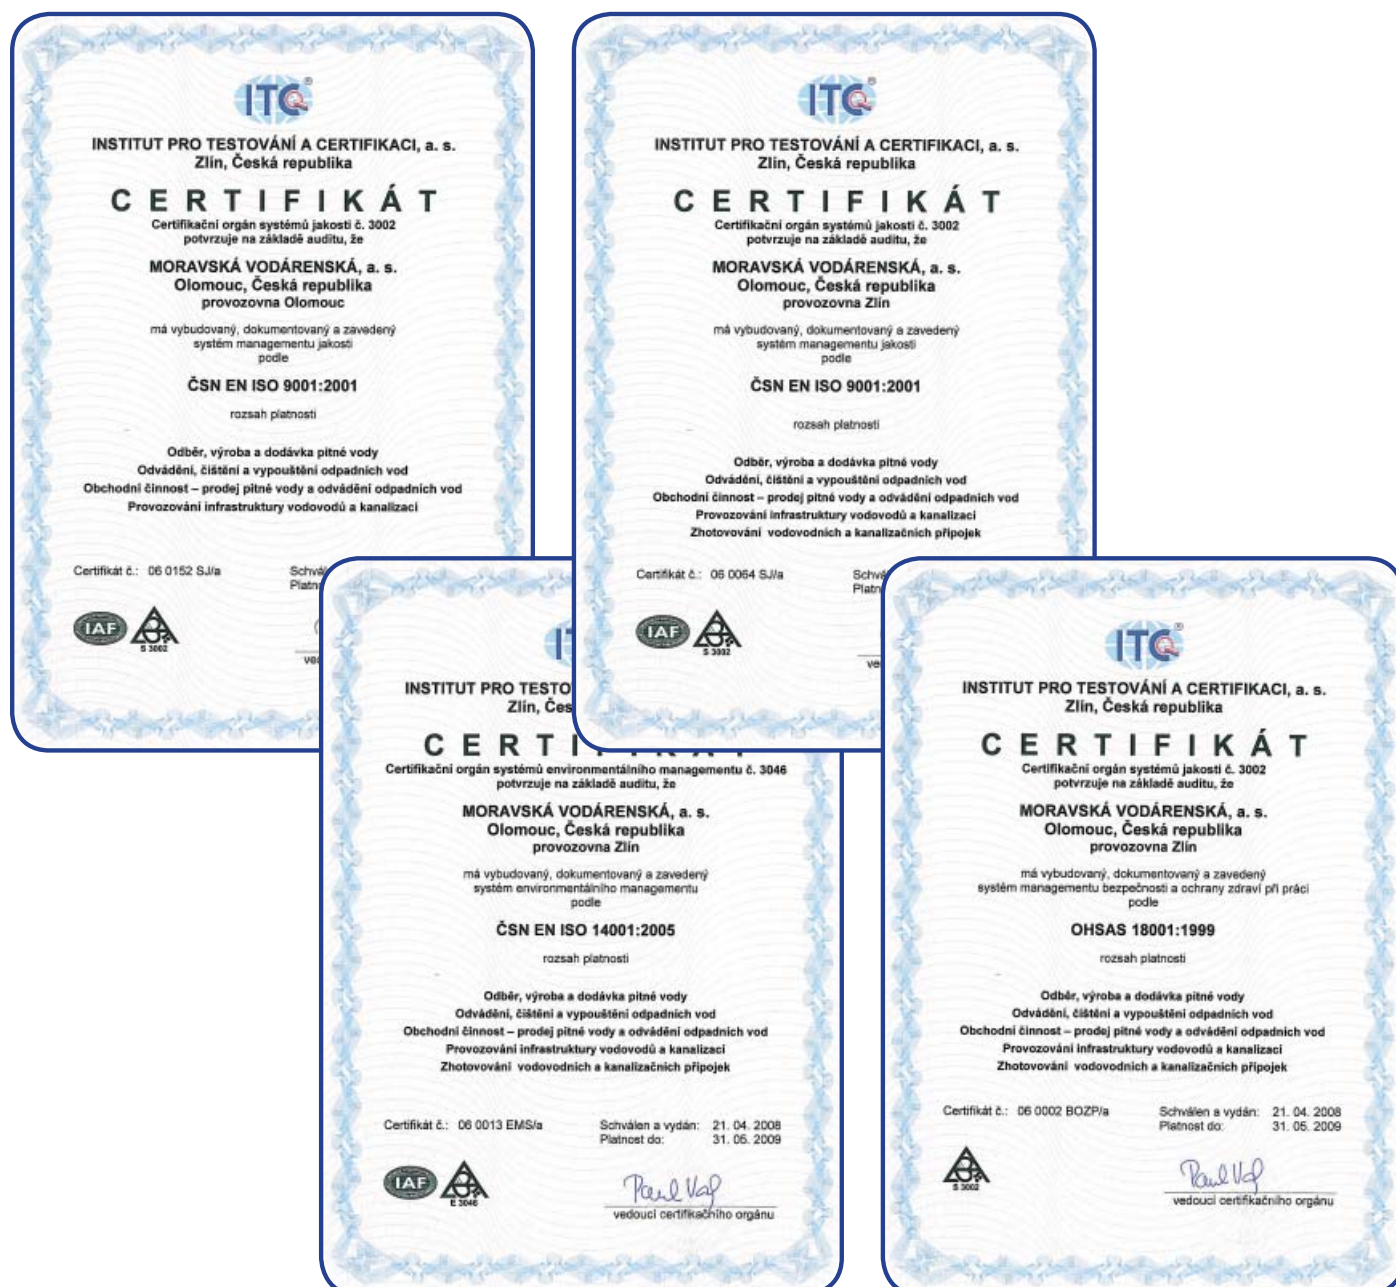 ITC®
INSTITUT PRO TESTOVÁNÍ A CERTIFIKACI, a. s.
Zlín, Česká republika
CERTIFIKÁT
Certifikační orgán systémů jakosti č. 3002
potvrzuje na základě auditu, že
MORAVSKÁ VODÁRENSKÁ, a. s.
Olomouc, Česká republika
provozovna Olomouc
má vybudovaný, dokumentovaný a zavedený
systém managementu jakosti
podle
ČSN EN ISO 9001:2001
rozsah platnosti
Odběr, výroba a dodávka pitné vody
Odvádění, čištění a vypouštění odpadních vod
Obchodní činnost – prodej pitné vody a odvádění odpadních vod
Provozování infrastruktury vodovodů a kanalizací
Certifikát č.: 06 0152 SJ/a
IAF
S 3002
ITC®
INSTITUT PRO TESTOVÁNÍ A CERTIFIKACI, a. s.
Zlín, Česká republika
CERTIFIKÁT
Certifikační orgán systémů jakosti č. 3002
potvrzuje na základě auditu, že
MORAVSKÁ VODÁRENSKÁ, a. s.
Olomouc, Česká republika
provozovna Zlín
má vybudovaný, dokumentovaný a zavedený
systém managementu jakosti
podle
ČSN EN ISO 9001:2001
rozsah platnosti
Odběr, výroba a dodávka pitné vody
Odvádění, čištění a vypouštění odpadních vod
Obchodní činnost – prodej pitné vody a odvádění odpadních vod
Provozování infrastruktury vodovodů a kanalizací
Zhotovování vodovodních a kanalizačních přípojek
Certifikát č.: 06 0064 SJ/a
IAF
S 3002
INSTITUT PRO
Zlín,
CERTIFIKÁT
Certifikační orgán systémů environmentálního managementu č. 3046
potvrzuje na základě auditu, že
MORAVSKÁ VODÁRENSKÁ, a. s.
Olomouc, Česká republika
provozovna Zlín
má vybudovaný, dokumentovaný a zavedený
systém environmentálního managementu
podle
ČSN EN ISO 14001:2005
rozsah platnosti
Odběr, výroba a dodávka pitné vody
Odvádění, čištění a vypouštění odpadních vod
Obchodní činnost – prodej pitné vody a odvádění odpadních vod
Provozování infrastruktury vodovodů a kanalizací
Zhotovování vodovodních a kanalizačních přípojek
Certifikát č.: 06 0013 EMS/a
Schválen a vydán: 21. 04. 2008
Platnost do: 31. 05. 2009
IAF
E 3046
vedoucí certifikačního orgánu
ITC®
INSTITUT PRO TESTOVÁNÍ A CERTIFIKACI, a. s.
Zlín, Česká republika
CERTIFIKÁT
Certifikační orgán systémů jakosti č. 3002
potvrzuje na základě auditu, že
MORAVSKÁ VODÁRENSKÁ, a. s.
Olomouc, Česká republika
provozovna Zlín
má vybudovaný, dokumentovaný a zavedený
systém managementu bezpečnosti a ochrany zdraví při práci
podle
OHSAS 18001:1999
rozsah platnosti
Odběr, výroba a dodávka pitné vody
Odvádění, čištění a vypouštění odpadních vod
Obchodní činnost – prodej pitné vody a odvádění odpadních vod
Provozování infrastruktury vodovodů a kanalizací
Zhotovování vodovodních a kanalizačních přípojek
Certifikát č.: 06 0002 BOZP/a
Schválen a vydán: 21. 04. 2008
Platnost do: 31. 05. 2009
S 3002
vedoucí certifikačního orgánu